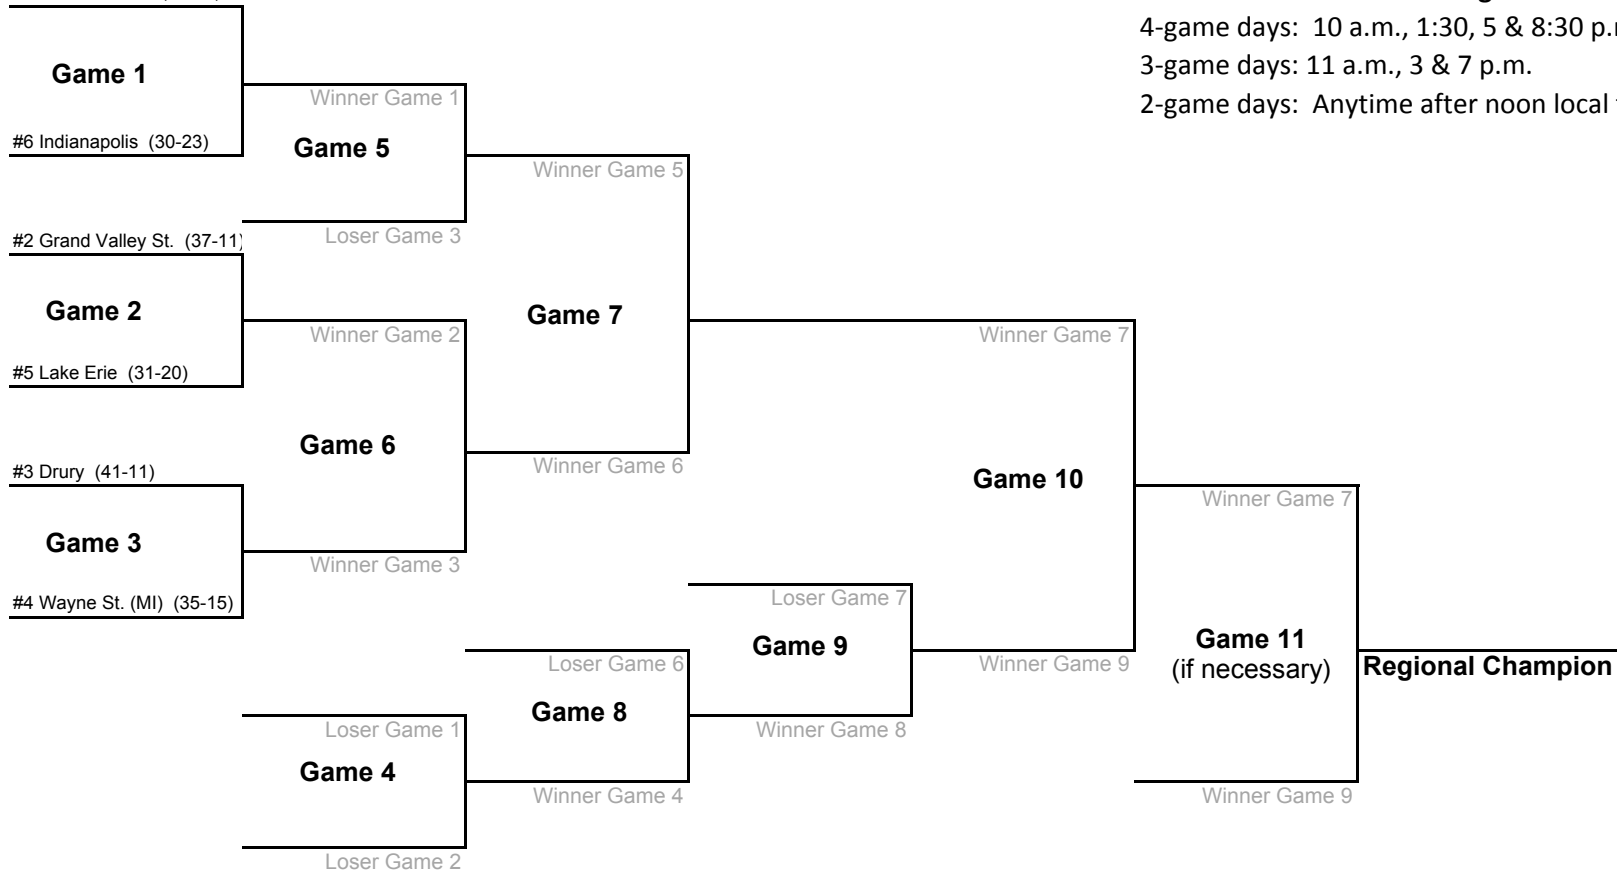 4-game days: 10 a.m., 1:30, 5 & 8:30
3-game days: 11 a.m., 3 & 7 p.m.
2-game days: Anytime after noon local
Game 1
Winner Game 1
#6 Indianapolis (30-23)
Game 5
Winner Game 5
#2 Grand Valley St. (37-11)
Loser Game 3
Game 2
Game 7
Winner Game 2
Winner Game 7
#5 Lake Erie (31-20)
Game 6
#3 Drury (41-11)
Winner Game 6
Game 10
Winner Game 7
Game 3
Winner Game 3
#4 Wayne St. (MI) (35-15)
Loser Game 7
Game 9
Game 11
(if necessary)
Loser Game 6
Winner Game 9
Regional Champion
Game 8
Loser Game 1
Winner Game 8
Game 4
Winner Game 4
Winner Game 9
Loser Game 2